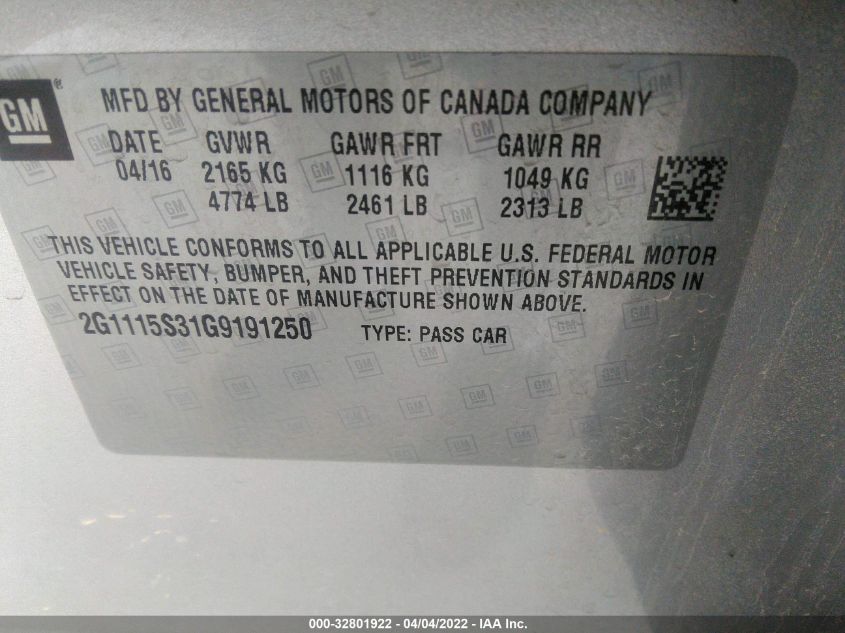 GM ®
MFD BY GENERAL MOTORS OF CANADA COMPANY
DATE GVWR GAWR FRT GAWR RR
04/16 2165 KG 1116 KG 1049 KG
4774 LB 2461 LB 2313 LB
THIS VEHICLE CONFORMS TO ALL APPLICABLE U.S. FEDERAL MOTOR
VEHICLE SAFETY, BUMPER, AND THEFT PREVENTION STANDARDS IN
EFFECT ON THE DATE OF MANUFACTURE SHOWN ABOVE.
2G1115S31G9191250 TYPE: PASS CAR
000-32801922 - 04/04/2022 - IAA Inc.